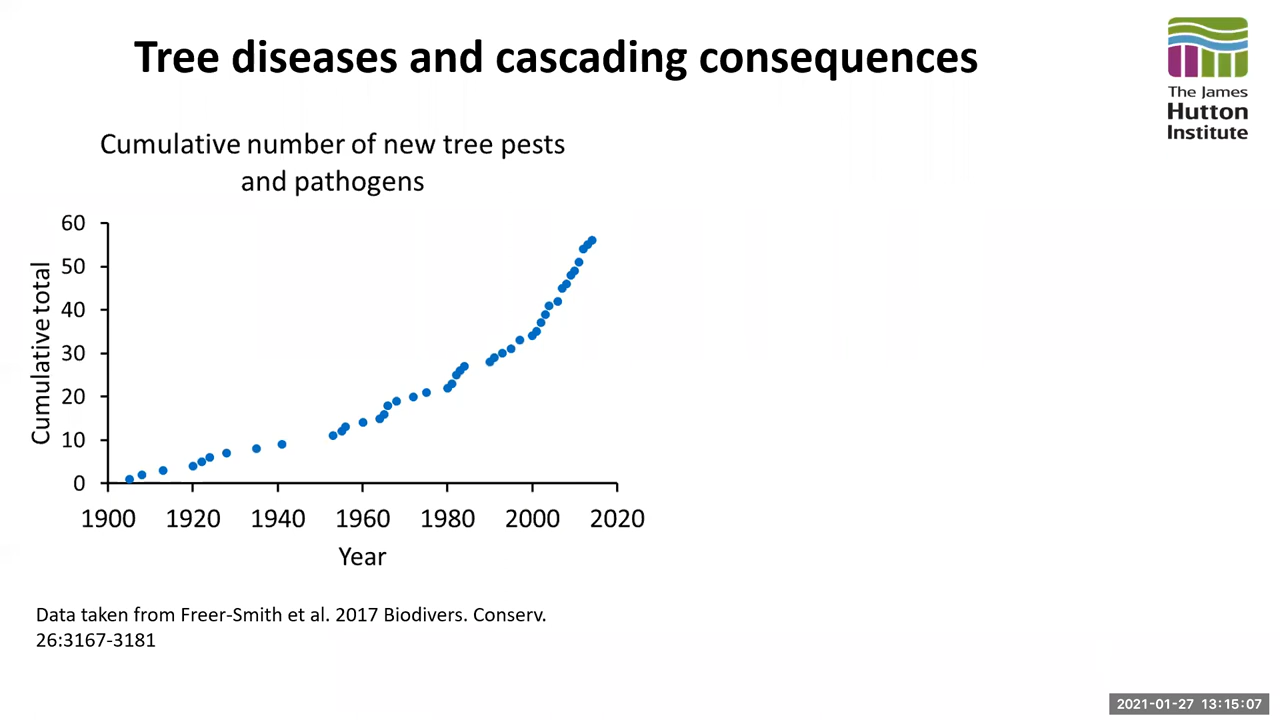 Tree diseases and cascading consequences
The James
Hutton
Institute
Cumulative number of new tree pests
and pathogens
Cumulative total
60
50
40
30
20
10
0
1900 1920 1940 1960 1980 2000 2020
Year
Data taken from Freer-Smith et al. 2017 Biodivers. Conserv.
26:3167-3181
2021-01-27 13:15:07